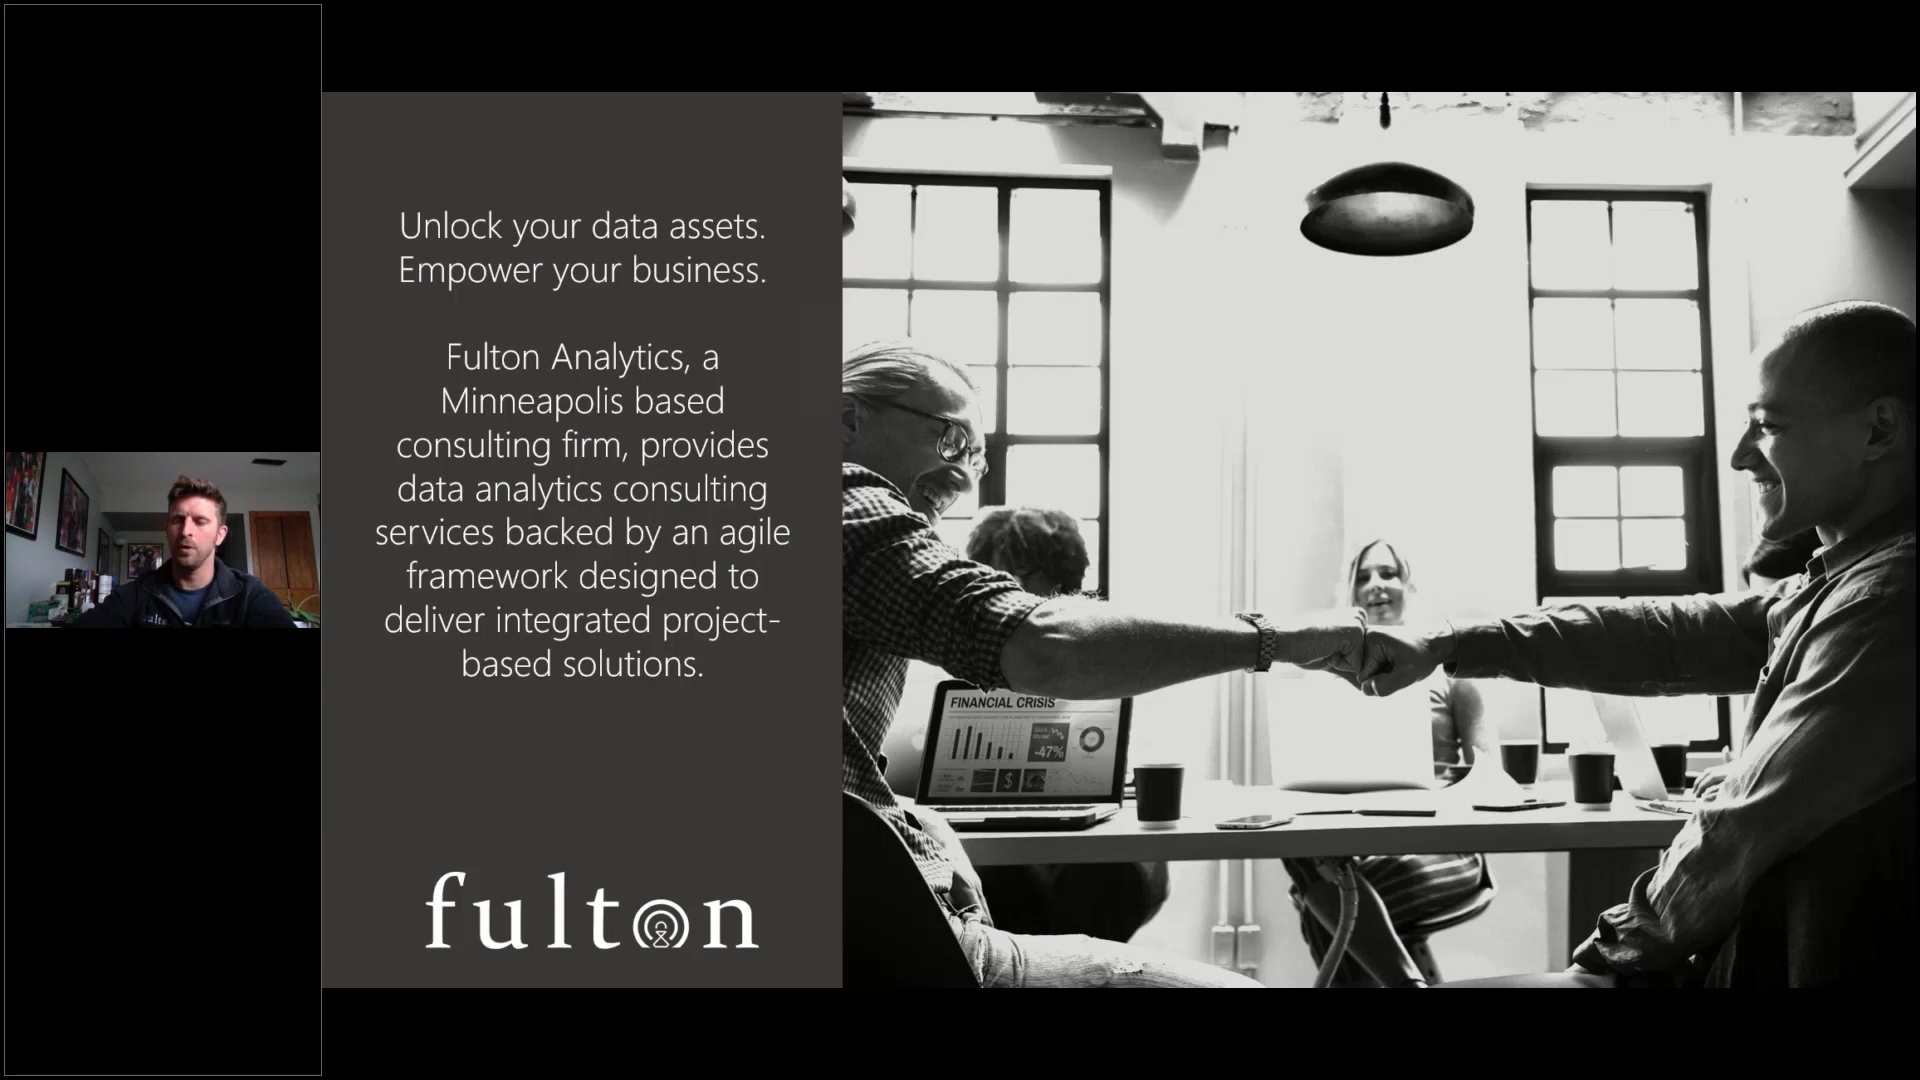 Unlock your data assets.
Empower your business.
Fulton Analytics, a
Minneapolis based
consulting firm, provides
data analytics consulting
services backed by an agile
framework designed to
deliver integrated project-
based solutions.
fulton
FINANCIAL CRISIS
-47%
$